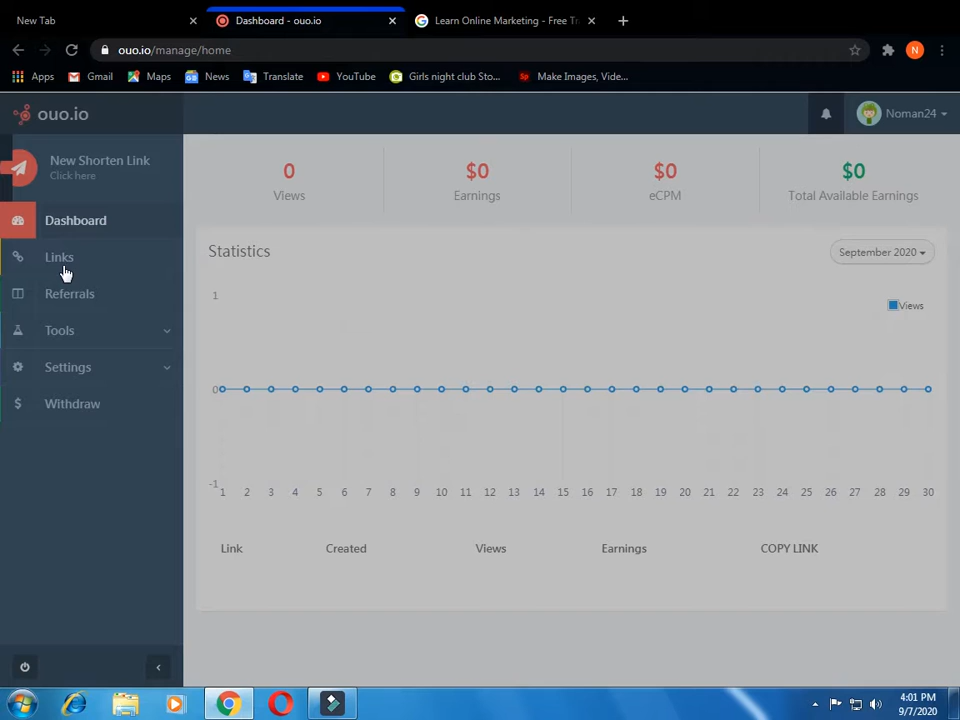 New Tab
Dashboard - ouo.io
Learn Online Marketing - Free Tr
ouo.io/manage/home
N
Apps
Gmail
Maps
News
Translate
YouTube
Girls night club Sto...
Sp
Make Images, Vide...
ouo.io
Noman24
New Shorten Link
Click here
0
$0
$0
$0
Views
Earnings
eCPM
Total Available Earnings
Dashboard
Links
Referrals
Tools
Settings
Withdraw
Statistics
September 2020
Views
1
0
-1
1 2 3 4 5 6 7 8 9 10 11 12 13 14 15 16 17 18 19 20 21 22 23 24 25 26 27 28 29 30
Link
Created
Views
Earnings
COPY LINK
4:01 PM
9/7/2020